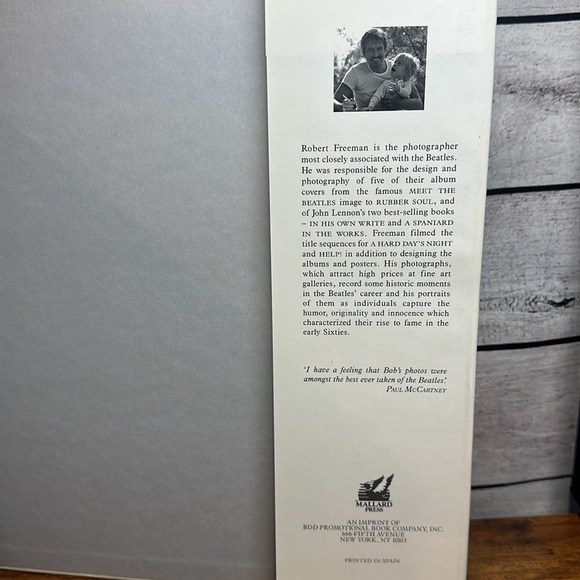 Robert Freeman is the photographer
most closely associated with the Beatles.
He was responsible for the design and
photography of five of their album
covers from the famous MEET THE
BEATLES image to RUBBER SOUL, and
of John Lennon's two best-selling books
– IN HIS OWN WRITE and A SPANIARD
IN THE WORKS. Freeman filmed the
title sequences for A HARD DAY'S NIGHT
and HELP! in addition to designing the
albums and posters. His photographs,
which attract high prices at fine art
galleries, record some historic moments
in the Beatles' career and his portraits
of them as individuals capture the
humor, originality and innocence which
characterized their rise to fame in the
early Sixties.
'I have a feeling that Bob's photos were
amongst the best ever taken of the Beatles.'
PAUL MCCARTNEY
MALLARD
PRESS
AN IMPRINT OF
BDD PROMOTIONAL BOOK COMPANY, INC.
666 FIFTH AVENUE
NEW YORK, NY 10103
PRINTED IN SPAIN